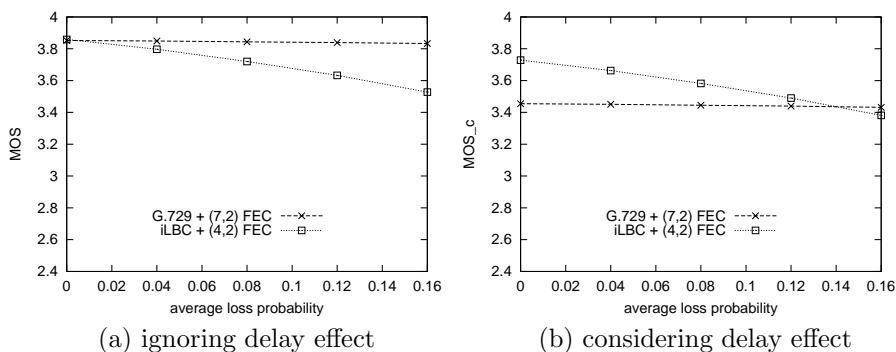 4
3.8
3.6
3.4
3.2
3
2.8
2.6
2.4
MOS
G.729 + (7,2) FEC
iLBC + (4,2) FEC
0 0.02 0.04 0.06 0.08 0.1 0.12 0.14 0.16
average loss probability
(a) ignoring delay effect
4
3.8
3.6
3.4
3.2
3
2.8
2.6
2.4
MOS_c
G.729 + (7,2) FEC
iLBC + (4,2) FEC
0 0.02 0.04 0.06 0.08 0.1 0.12 0.14 0.16
average loss probability
(b) considering delay effect